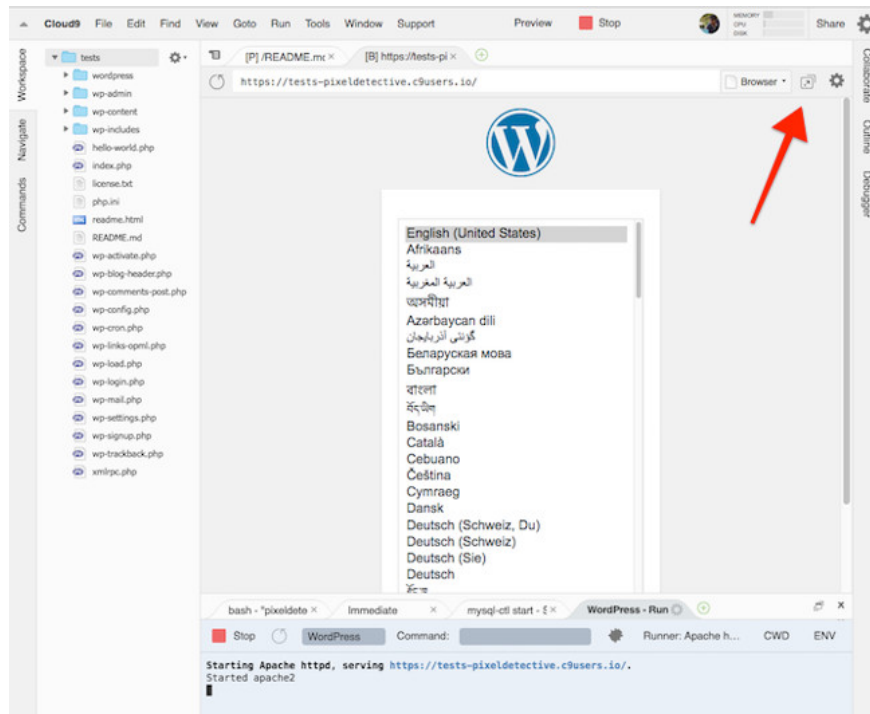 Cloud9 File Edit Find View Goto Run Tools Window Support Preview Stop MEMORY CPU DISK Share
Workspace
Navigate
Commands
tests
wordpress
wp-admin
wp-content
wp-includes
hello-world.php
index.php
license.txt
php.ini
readme.html
README.md
wp-activate.php
wp-blog-header.php
wp-comments-post.php
wp-config.php
wp-cron.php
wp-links-opml.php
wp-load.php
wp-login.php
wp-mail.php
wp-settings.php
wp-signup.php
wp-trackback.php
xmlrpc.php
[P] /README.mc × [B] https://tests-pi ×
https://tests-pixeldetective.c9users.io/ Browser
English (United States)
Afrikaans
العربية
العربية المغربية
অসমীয়া
Azərbaycan dili
گؤنئی آذربایجان
Беларуская мова
Български
বাংলা
བོད་ཡིག
Bosanski
Català
Cebuano
Čeština
Cymraeg
Dansk
Deutsch (Schweiz, Du)
Deutsch (Schweiz)
Deutsch (Sie)
Deutsch
Collaborate
Outline
Debugger
bash - "pixeldete × Immediate × mysql-ctl start - × WordPress - Run
Stop WordPress Command: Runner: Apache h... CWD ENV
Starting Apache httpd, serving https://tests-pixeldetective.c9users.io/.
Started apache2